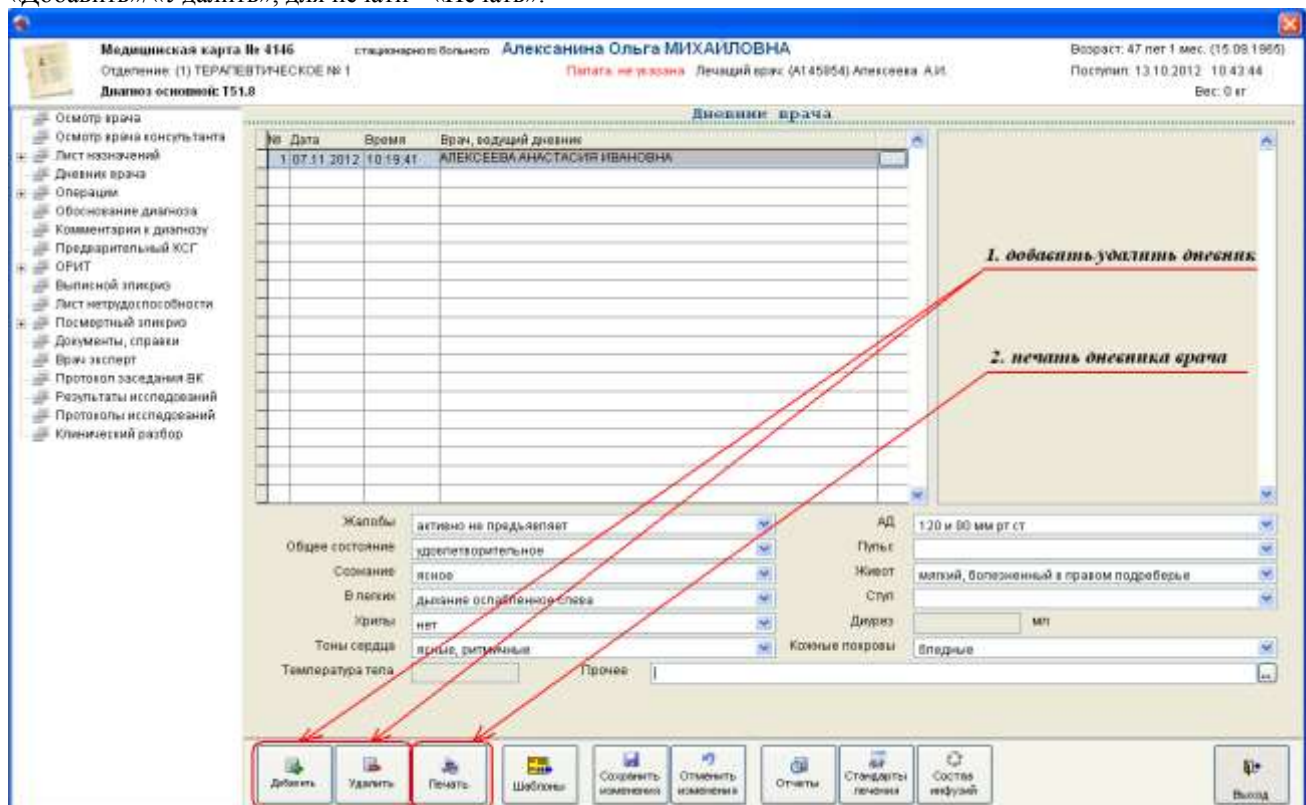 «Добавить»/«Удалить», для печати – «Печать».
Медицинская карта № 4146 стационарного больного Алексанина Ольга МИХАЙЛОВНА Возраст: 47 лет 1 мес. (15.09.1965)
Отделение: (1) ТЕРАПЕВТИЧЕСКОЕ № 1 Палата не указана Лечащий врач: (АТ45854) Алексеева А.И. Поступил: 13.10.2012 10:43:44
Диагноз основной: T51.8 Вес: 0 кг
Дневник врача
Осмотр врача
Осмотр врача консультанта
Лист назначений
Дневник врача
Операции
Обоснование диагноза
Комментарии к диагнозу
Предварительный КСГ
ОРИТ
Выписной эпикриз
Лист нетрудоспособности
Посмертный эпикриз
Документы, справки
Врач эксперт
Протокол заседания ВК
Результаты исследований
Протоколы исследований
Клинический разбор
№ Дата Время Врач, ведущий дневник
1 07.11.2012 10:19:41 АЛЕКСЕЕВА АНАСТАСИЯ ИВАНОВНА
1. добавить/удалить дневник
2. печать дневника врача
Жалобы активно не предъявляет АД 120 и 80 мм рт ст
Общее состояние удовлетворительное Пульс
Сознание ясное Живот мягкий, болезненный в правом подреберье
В легких дыхание ослабленное слева Стул
Хрипы нет Диурез мл
Тоны сердца ясные, ритмичные Кожные покровы бледные
Температура тела Прочее
Добавить Удалить Печать Шаблоны Сохранить изменения Отменить изменения Отчеты Стандарты лечения Состав инфузий Выход